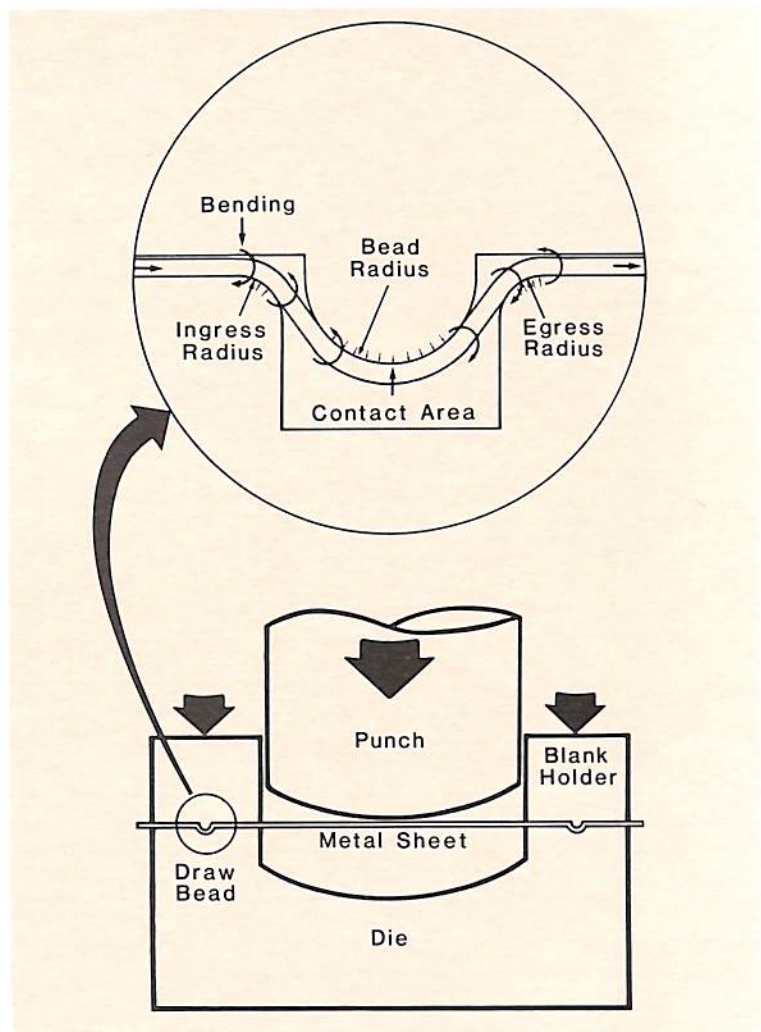 Bending
Bead
Radius
Ingress
Radius
Egress
Radius
Contact Area
Punch
Blank
Holder
Metal Sheet
Draw
Bead
Die